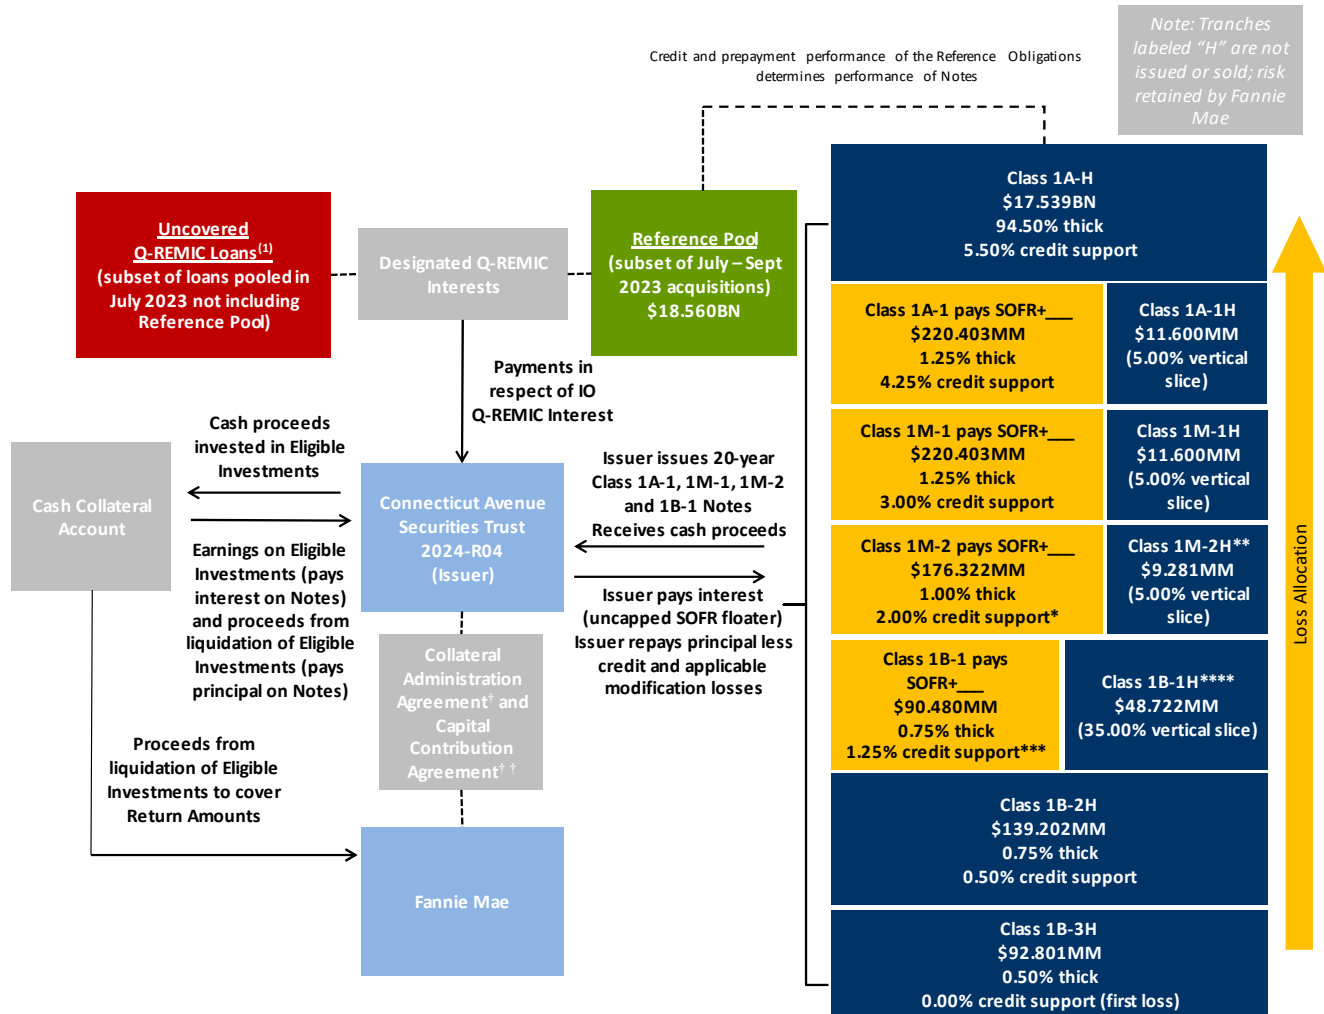 Note: Tranches
labeled “H” are not
issued or sold; risk
retained by Fannie
Mae
Credit and prepayment performance of the Reference Obligations
determines performance of Notes
Uncovered
Q-REMIC Loans(1)
(subset of loans pooled in
July 2023 not including
Reference Pool)
Designated Q-REMIC
Interests
Reference Pool
(subset of July – Sept
2023 acquisitions)
$18.560BN
Payments in
respect of IO
Q-REMIC Interest
Cash proceeds
invested in Eligible
Investments
Cash Collateral
Account
Connecticut Avenue
Securities Trust
2024-R04
(Issuer)
Earnings on Eligible
Investments (pays
interest on Notes)
and proceeds from
liquidation of Eligible
Investments (pays
principal on Notes)
Issuer issues 20-year
Class 1A-1, 1M-1, 1M-2
and 1B-1 Notes
Receives cash proceeds
Issuer pays interest
(uncapped SOFR floater)
Issuer repays principal less
credit and applicable
modification losses
Collateral
Administration
Agreement† and
Capital
Contribution
Agreement† †
Proceeds from
liquidation of Eligible
Investments to cover
Return Amounts
Fannie Mae
Class 1A-H
$17.539BN
94.50% thick
5.50% credit support
Class 1A-1 pays SOFR+___
$220.403MM
1.25% thick
4.25% credit support
Class 1A-1H
$11.600MM
(5.00% vertical
slice)
Class 1M-1 pays SOFR+___
$220.403MM
1.25% thick
3.00% credit support
Class 1M-1H
$11.600MM
(5.00% vertical
slice)
Class 1M-2 pays SOFR+___
$176.322MM
1.00% thick
2.00% credit support*
Class 1M-2H**
$9.281MM
(5.00% vertical
slice)
Class 1B-1 pays
SOFR+___
$90.480MM
0.75% thick
1.25% credit support***
Class 1B-1H****
$48.722MM
(35.00% vertical slice)
Class 1B-2H
$139.202MM
0.75% thick
0.50% credit support
Class 1B-3H
$92.801MM
0.50% thick
0.00% credit support (first loss)
Loss Allocation